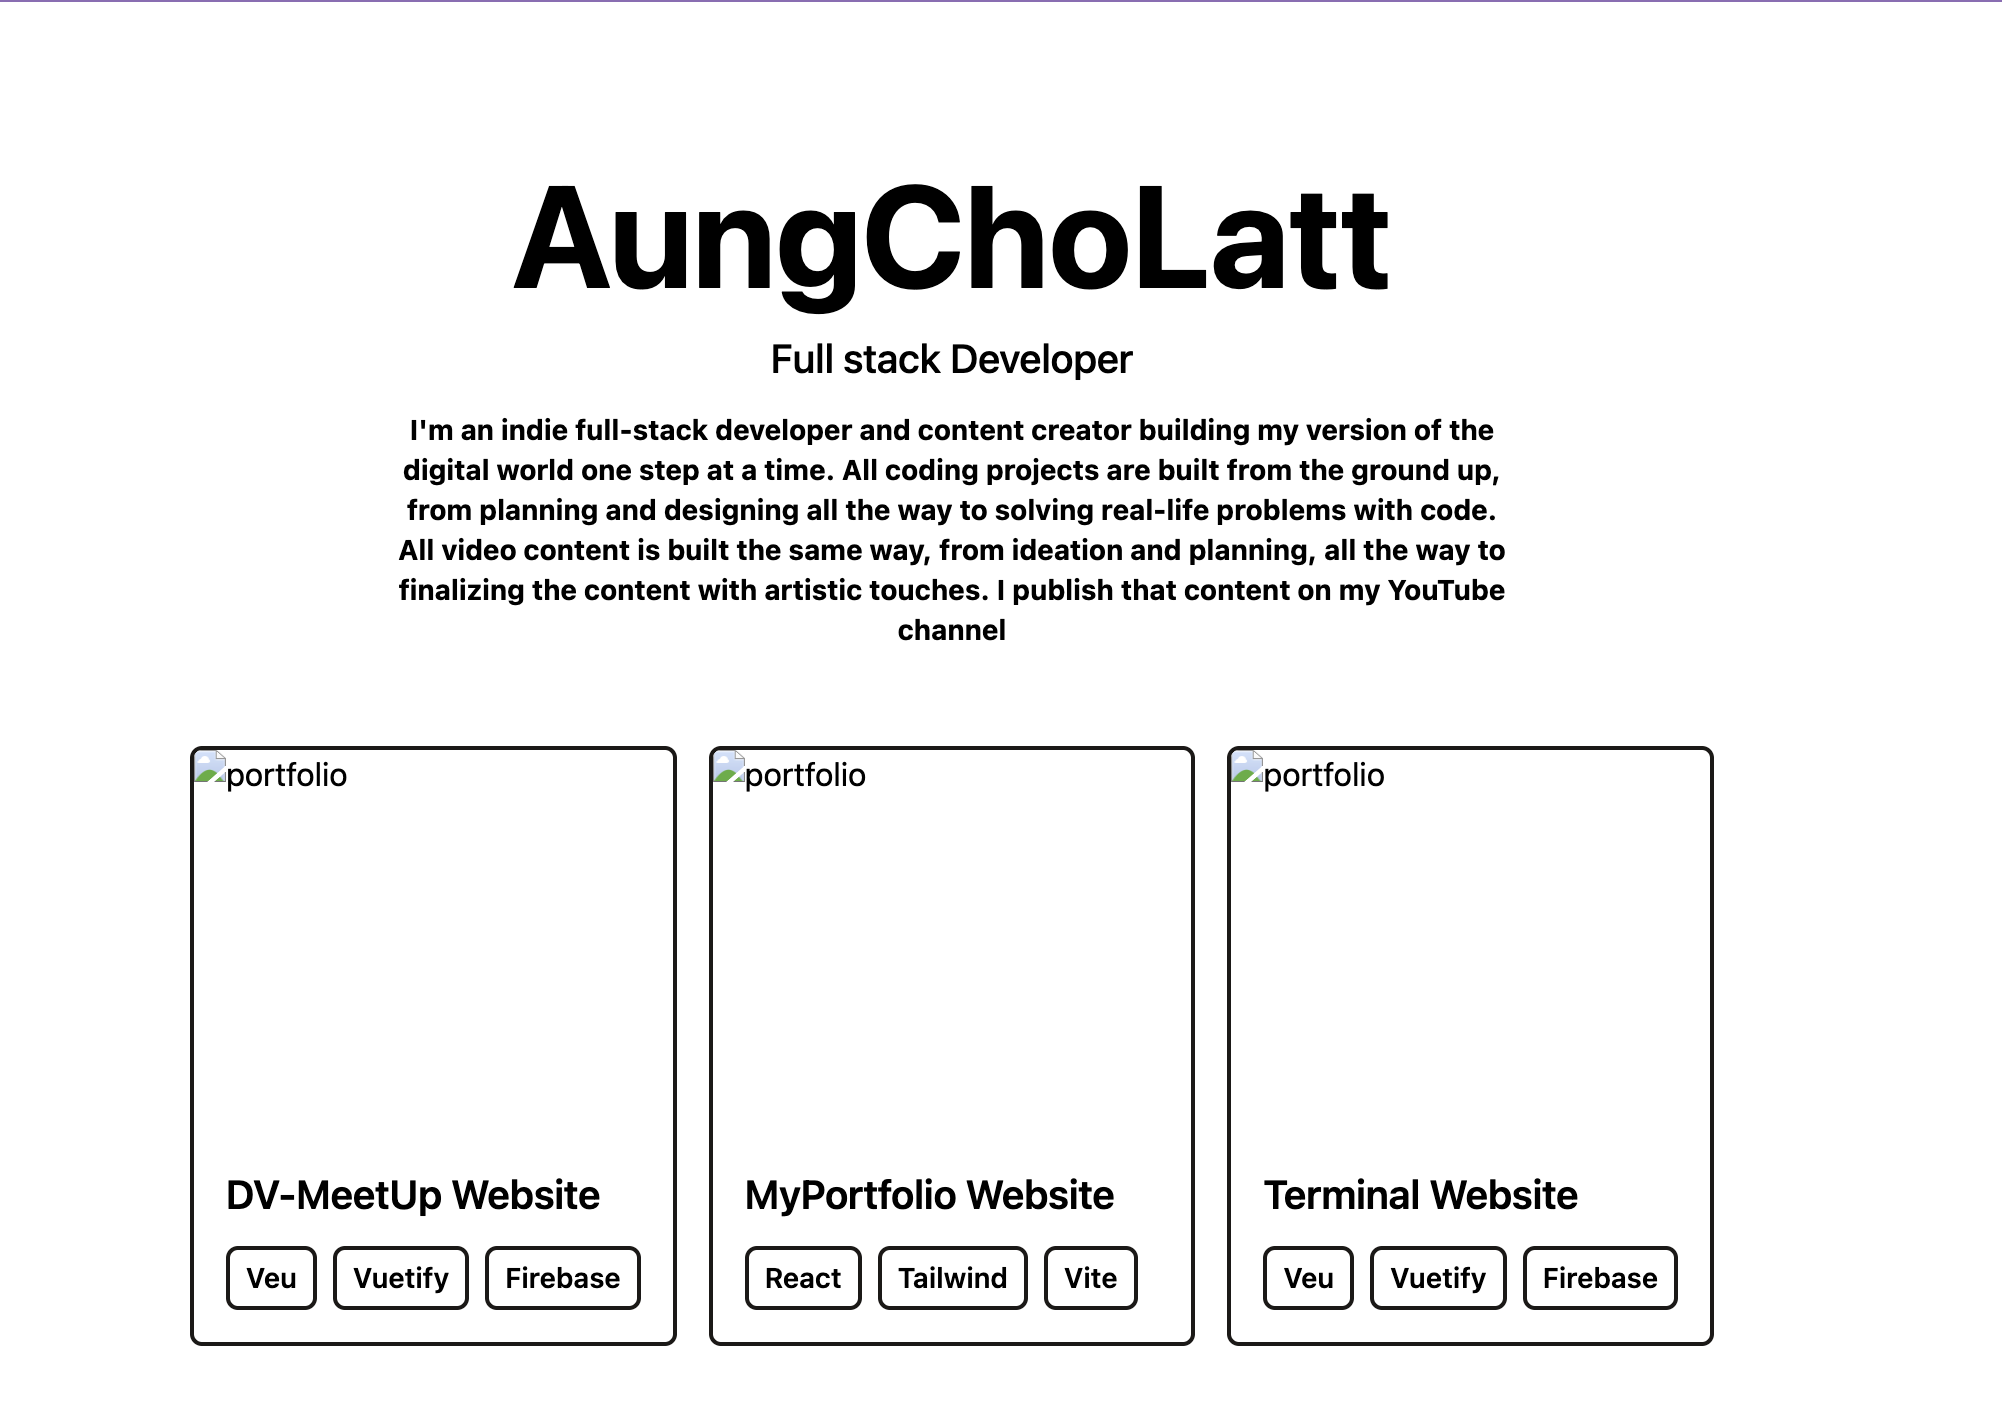 AungChoLatt
Full stack Developer
I'm an indie full-stack developer and content creator building my version of the
digital world one step at a time. All coding projects are built from the ground up,
from planning and designing all the way to solving real-life problems with code.
All video content is built the same way, from ideation and planning, all the way to
finalizing the content with artistic touches. I publish that content on my YouTube
channel
portfolio
DV-MeetUp Website
Veu Vuetify Firebase
portfolio
MyPortfolio Website
React Tailwind Vite
portfolio
Terminal Website
Veu Vuetify Firebase